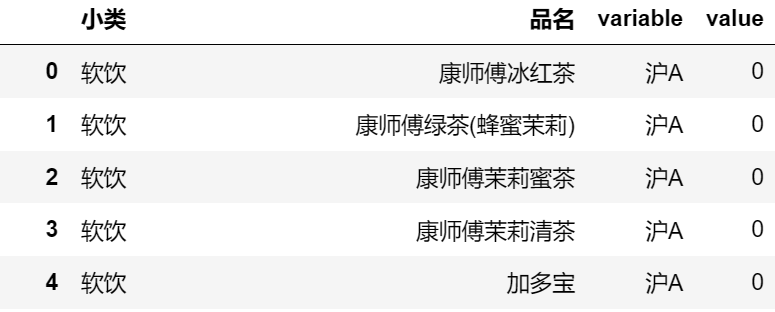 小类 品名 variable value
0 软饮 康师傅冰红茶 沪A 0
1 软饮 康师傅绿茶(蜂蜜茉莉) 沪A 0
2 软饮 康师傅茉莉蜜茶 沪A 0
3 软饮 康师傅茉莉清茶 沪A 0
4 软饮 加多宝 沪A 0